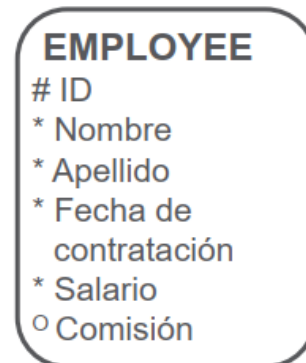 EMPLOYEE
# ID
* Nombre
* Apellido
* Fecha de
contratación
* Salario
o Comisión